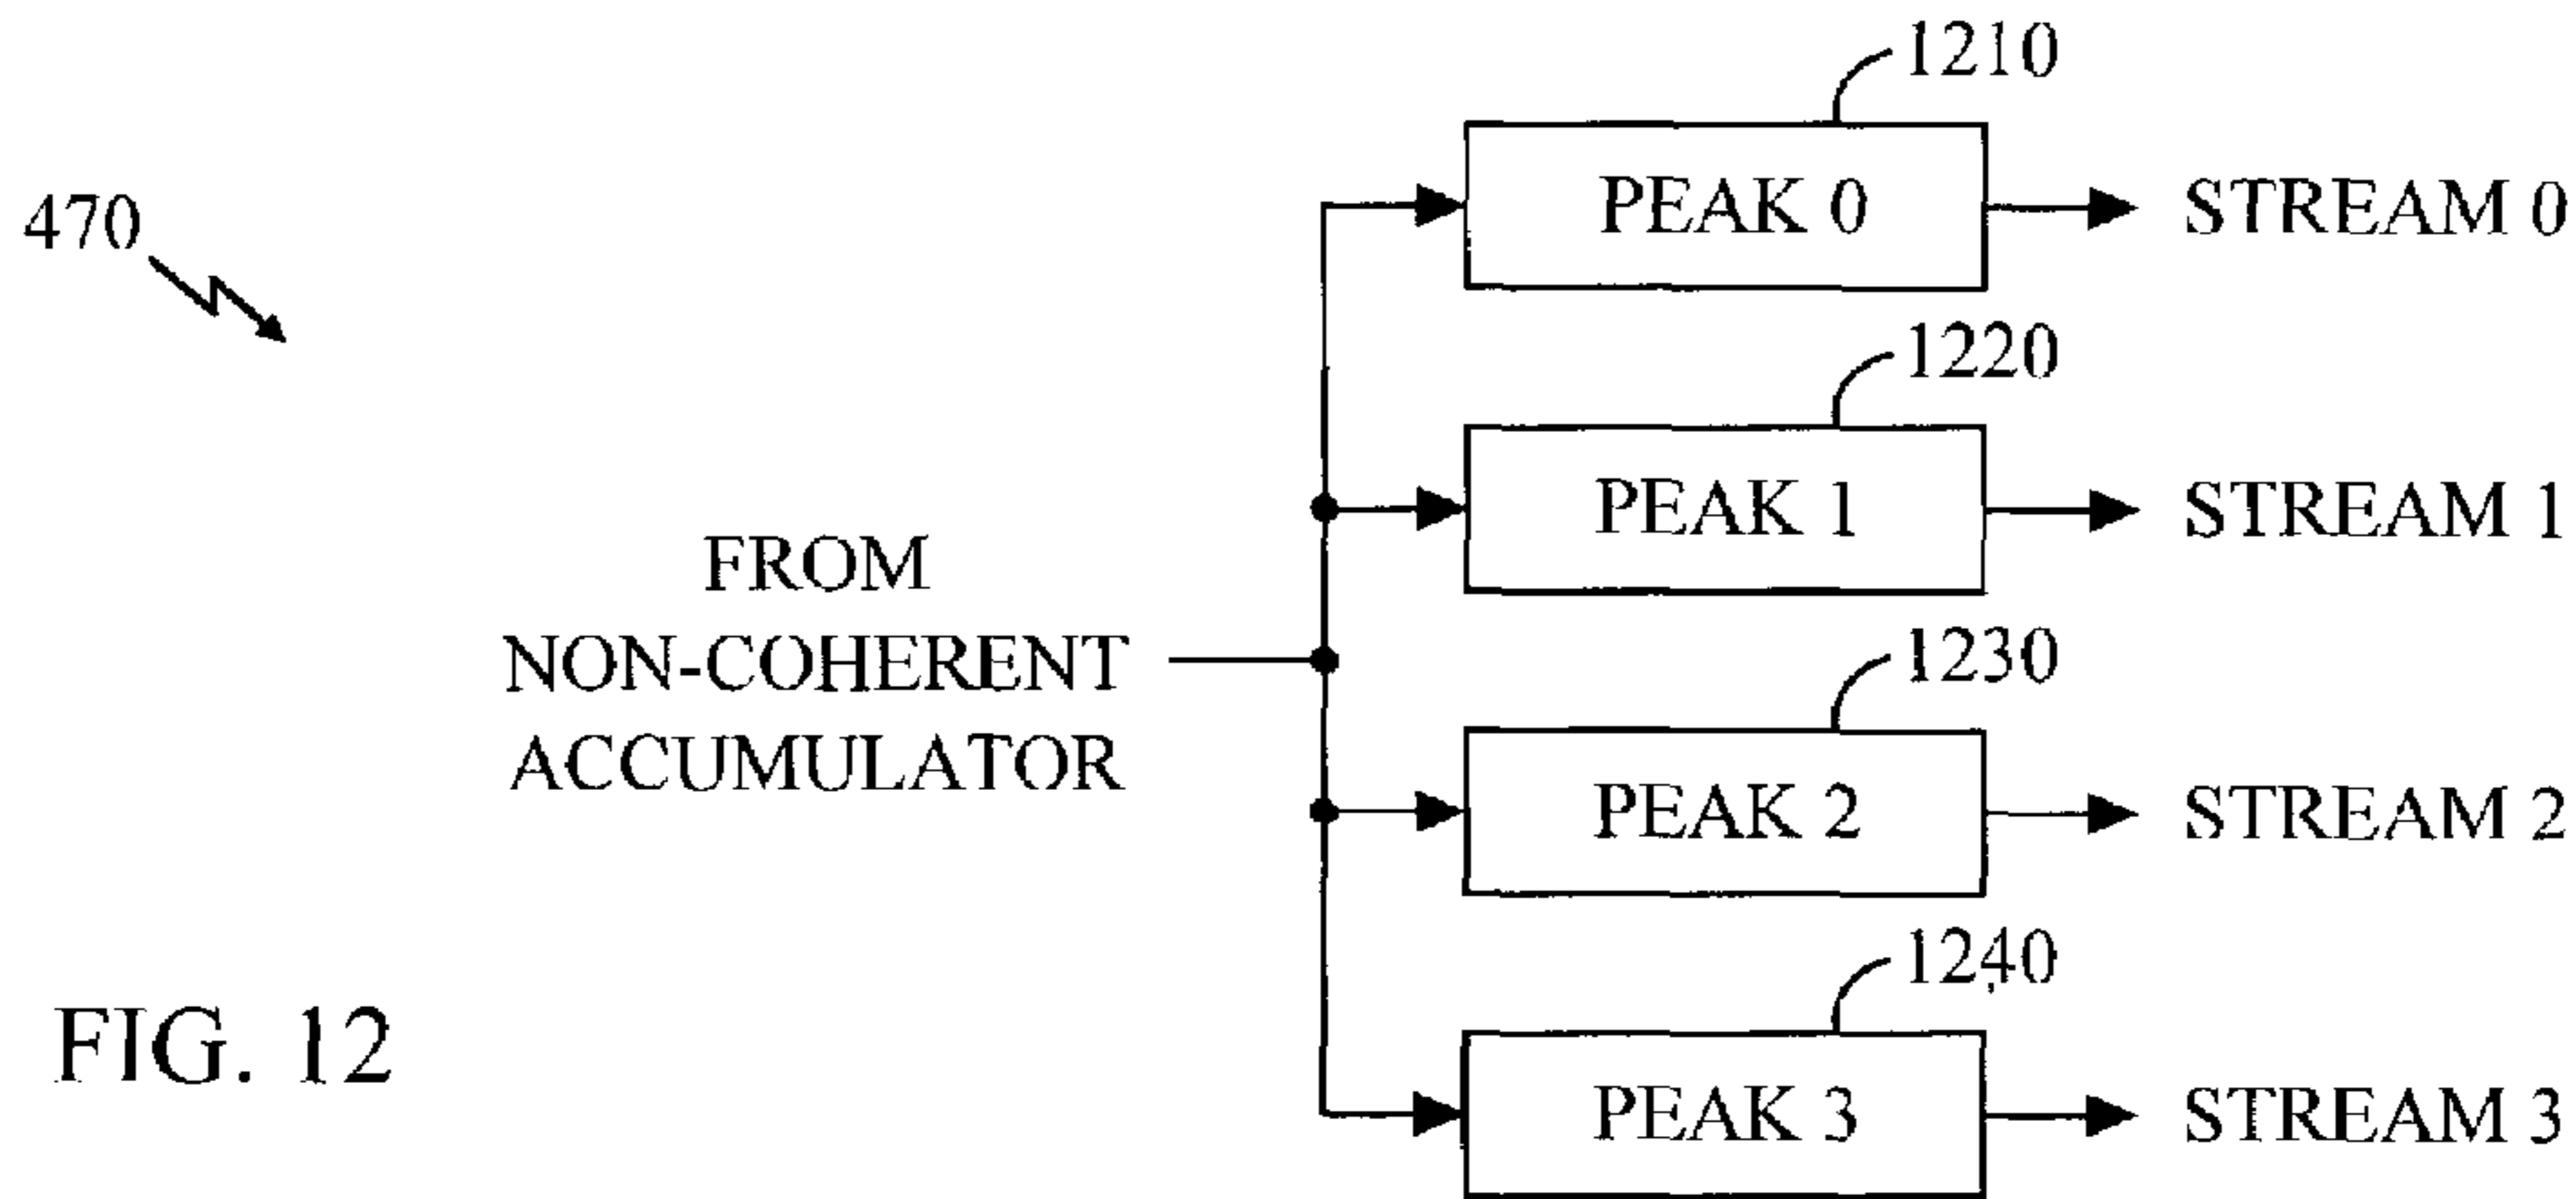 1210
470
PEAK 0
STREAM 0
1220
PEAK 1
STREAM 1
FROM
NON-COHERENT
ACCUMULATOR
1230
PEAK 2
STREAM 2
1240
PEAK 3
STREAM 3
FIG. 12